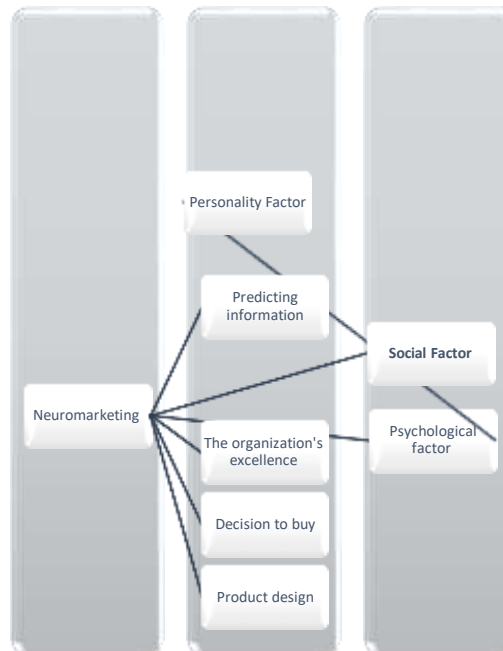 Personality Factor
Predicting
information
Social Factor
Neuromarketing
Psychological
factor
The organization's
excellence
Decision to buy
Product design